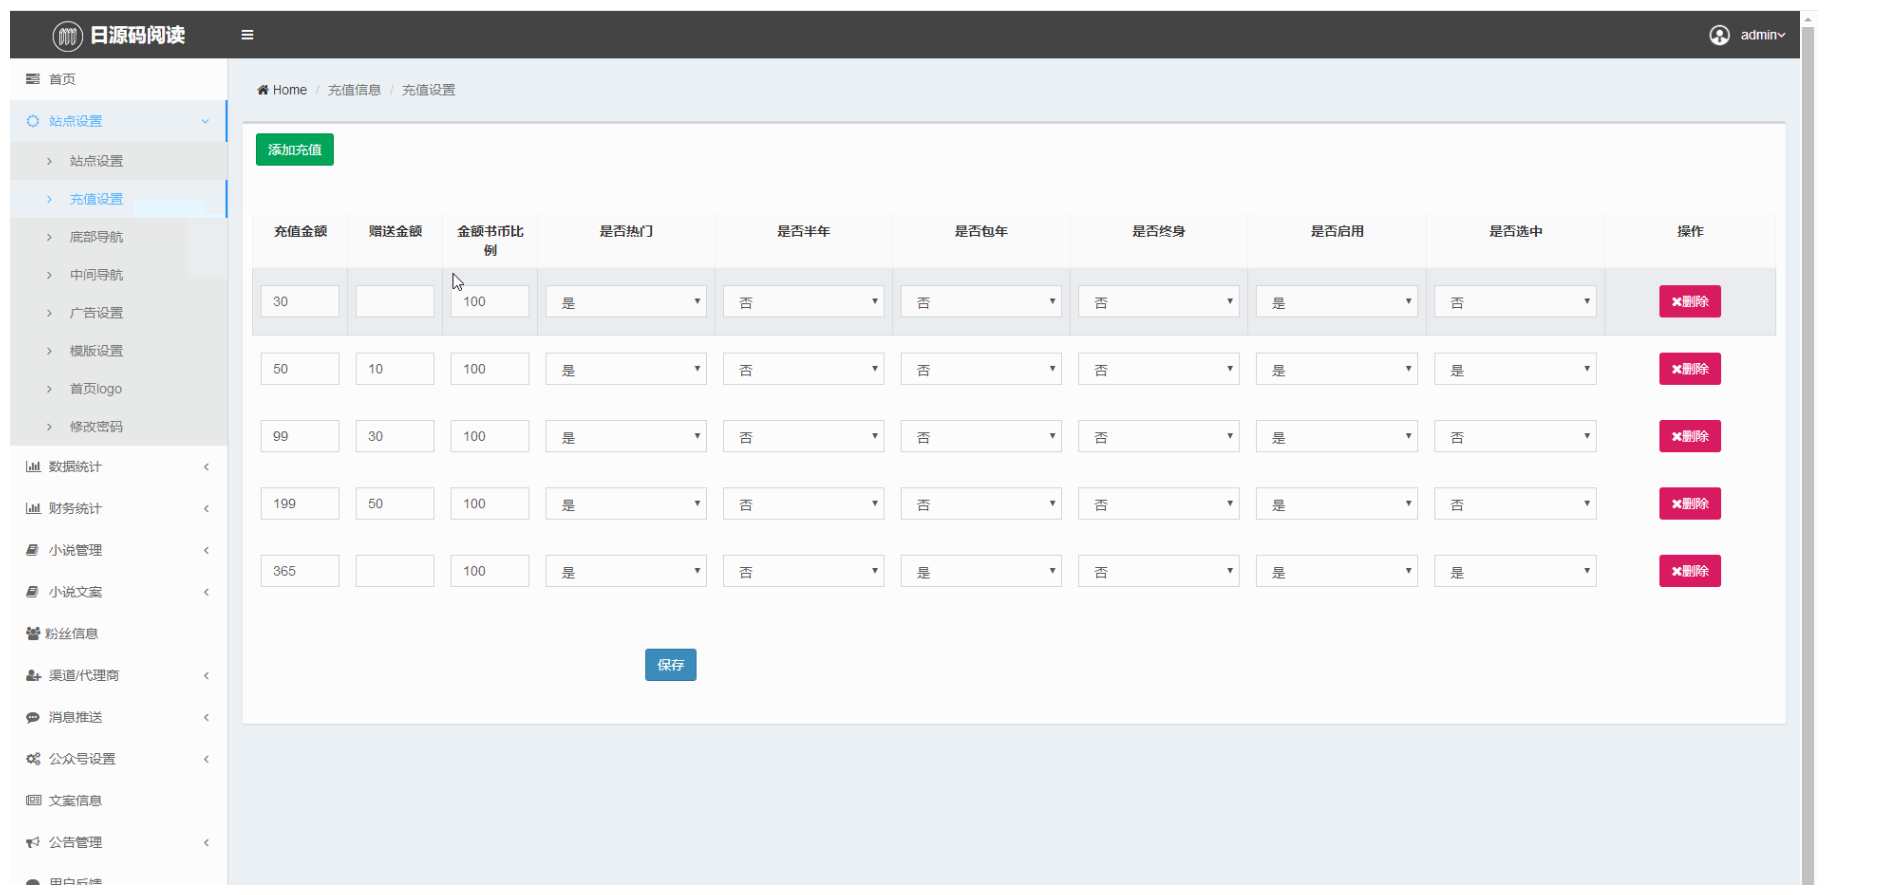 日源码阅读
admin
首页
站点设置
站点设置
充值设置
底部导航
中间导航
广告设置
模版设置
首页logo
修改密码
数据统计
财务统计
小说管理
小说文案
粉丝信息
渠道/代理商
消息推送
公众号设置
文案信息
公告管理
用户反馈
Home / 充值信息 / 充值设置
添加充值
充值金额 赠送金额 金额书币比例 是否热门 是否半年 是否包年 是否终身 是否启用 是否选中 操作
30 100 是 否 否 否 是 否 删除
50 10 100 是 否 否 否 是 是 删除
99 30 100 是 否 否 否 是 否 删除
199 50 100 是 否 否 否 是 否 删除
365 100 是 否 是 否 是 是 删除
保存